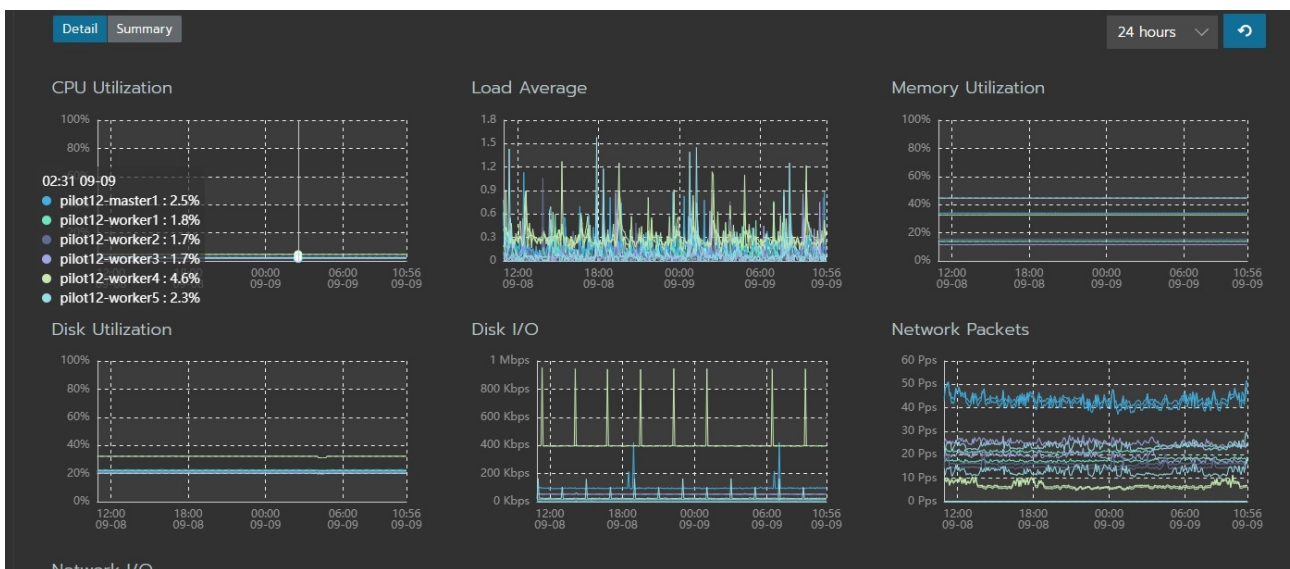 Detail Summary
24 hours
CPU Utilization
100%
80%
02:31 09-09
pilot12-master1 : 2.5%
pilot12-worker1 : 1.8%
pilot12-worker2 : 1.7%
pilot12-worker3 : 1.7%
pilot12-worker4 : 4.6%
pilot12-worker5 : 2.3%
00:00 06:00 10:56
09-09 09-09 09-09
Load Average
1.8
1.5
1.2
0.9
0.6
0.3
0
12:00 18:00 00:00 06:00 10:56
09-08 09-08 09-09 09-09 09-09
Memory Utilization
100%
80%
60%
40%
20%
0%
12:00 18:00 00:00 06:00 10:56
09-08 09-08 09-09 09-09 09-09
Disk Utilization
100%
80%
60%
40%
20%
0%
12:00 18:00 00:00 06:00 10:56
09-08 09-08 09-09 09-09 09-09
Disk I/O
1 Mbps
800 Kbps
600 Kbps
400 Kbps
200 Kbps
0 Kbps
12:00 18:00 00:00 06:00 10:56
09-08 09-08 09-09 09-09 09-09
Network Packets
60 Pps
50 Pps
40 Pps
30 Pps
20 Pps
10 Pps
0 Pps
12:00 18:00 00:00 06:00 10:56
09-08 09-08 09-09 09-09 09-09
Network I/O